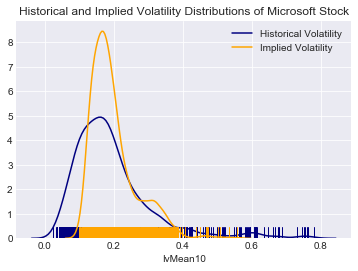 Historical and Implied Volatility Distributions of Microsoft Stock
Historical Volatility
Implied Volatility
8
7
6
5
4
3
2
1
0
0.0 0.2 0.4 0.6 0.8
IvMean10